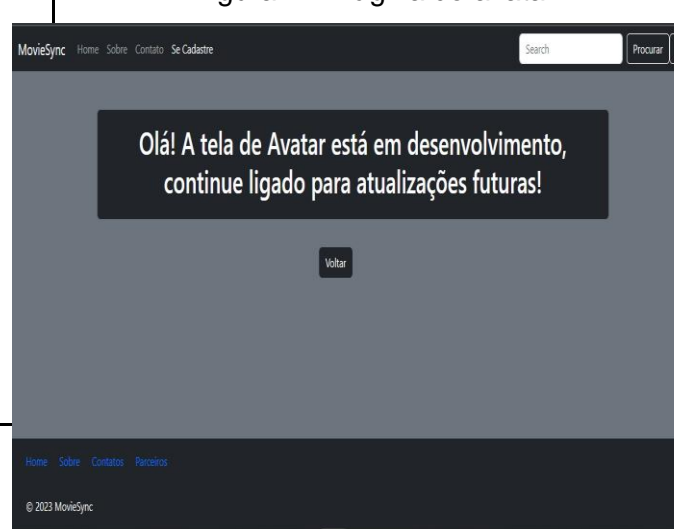 MovieSync Home Sobre Contato Se Cadastre Search Procurar
Olá! A tela de Avatar está em desenvolvimento,
continue ligado para atualizações futuras!
Voltar
Home Sobre Contatos Parceiros
© 2023 MovieSync